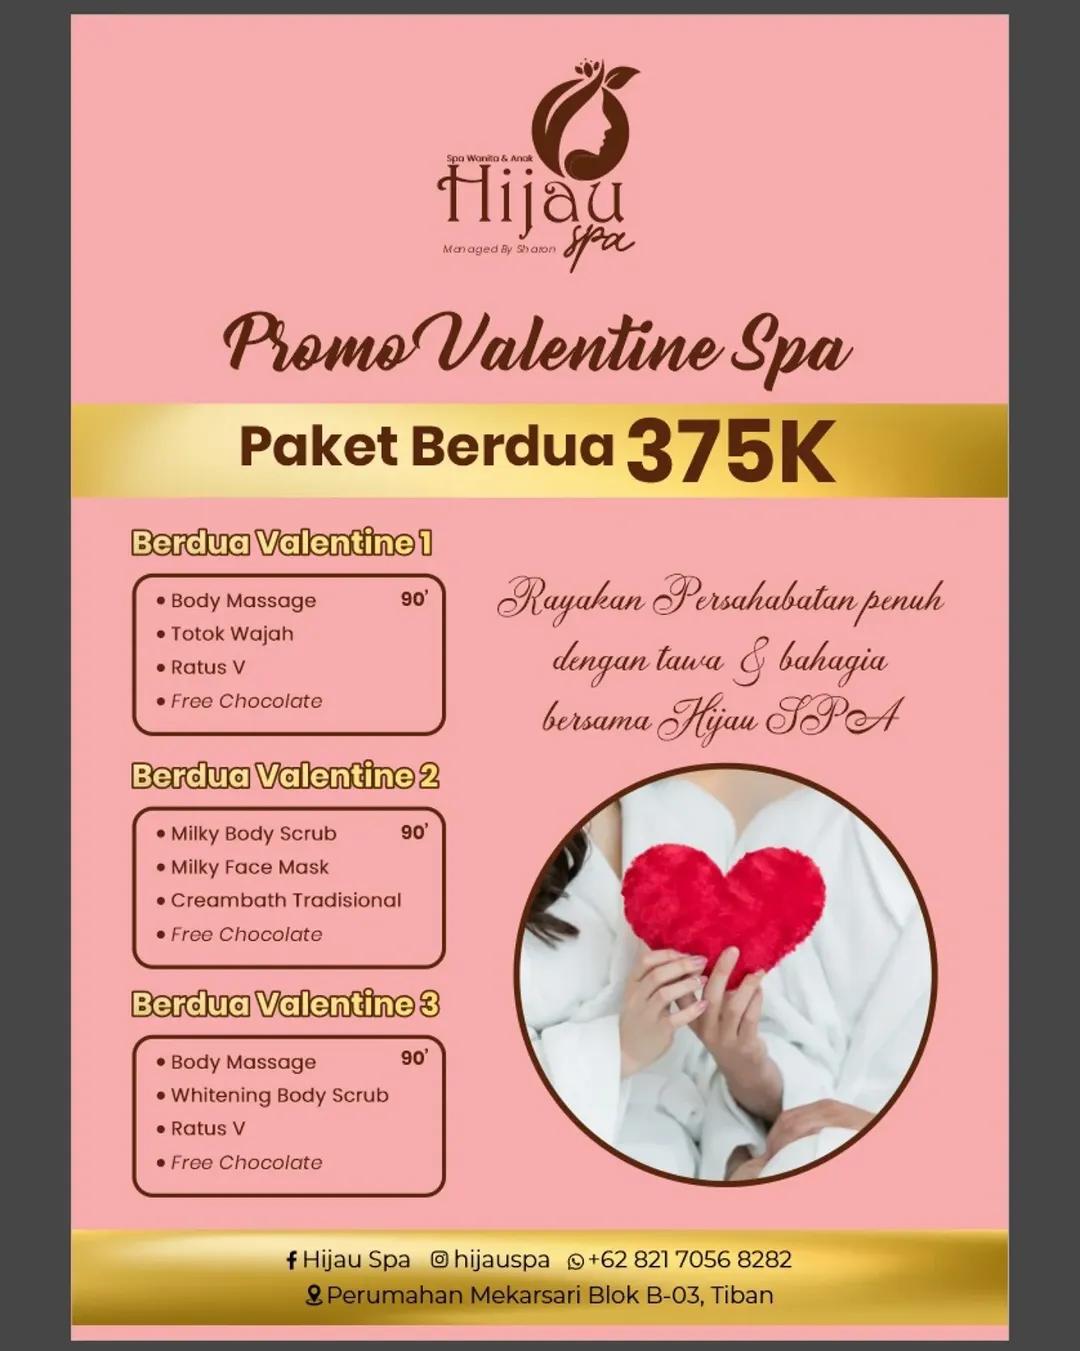 Spa Wanita & Anak
Hijau
spa
Managed By Sharon
Promo Valentine Spa
Paket Berdua 375K
Berdua Valentine 1
• Body Massage 90'
• Totok Wajah
• Ratus V
• Free Chocolate
Rayakan Persahabatan penuh
dengan tawa & bahagia
bersama Hijau SPA
Berdua Valentine 2
• Milky Body Scrub 90'
• Milky Face Mask
• Creambath Tradisional
• Free Chocolate
Berdua Valentine 3
• Body Massage 90'
• Whitening Body Scrub
• Ratus V
• Free Chocolate
Hijau Spa hijauspa +62 821 7056 8282
Perumahan Mekarsari Blok B-03, Tiban